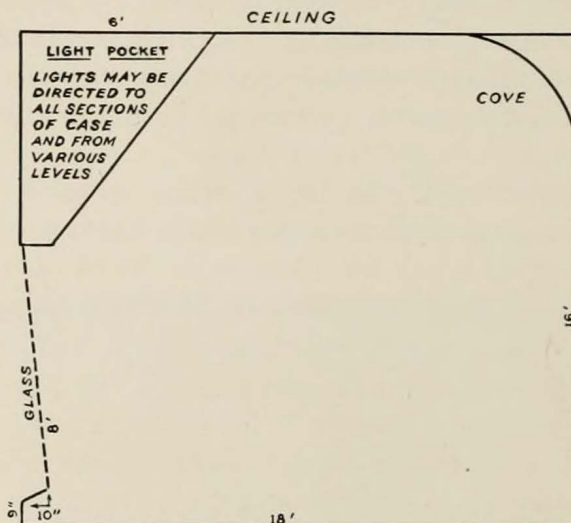 CEILING
6'
LIGHT POCKET
LIGHTS MAY BE
DIRECTED TO
ALL SECTIONS
OF CASE
AND FROM
VARIOUS
LEVELS
COVE
16'
GLASS
8'
9"
10"
18'